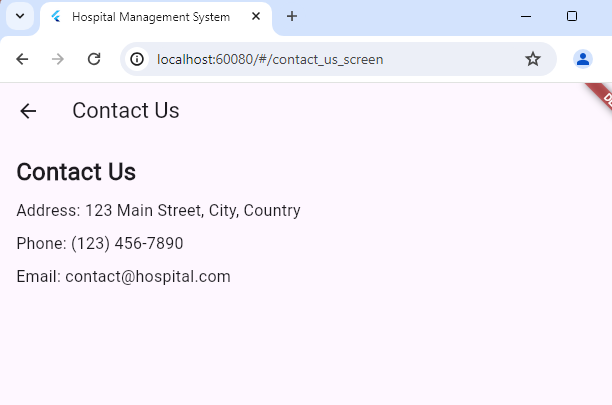 Hospital Management System
localhost:60080/#/contact_us_screen
Contact Us
Contact Us
Address: 123 Main Street, City, Country
Phone: (123) 456-7890
Email: contact@hospital.com